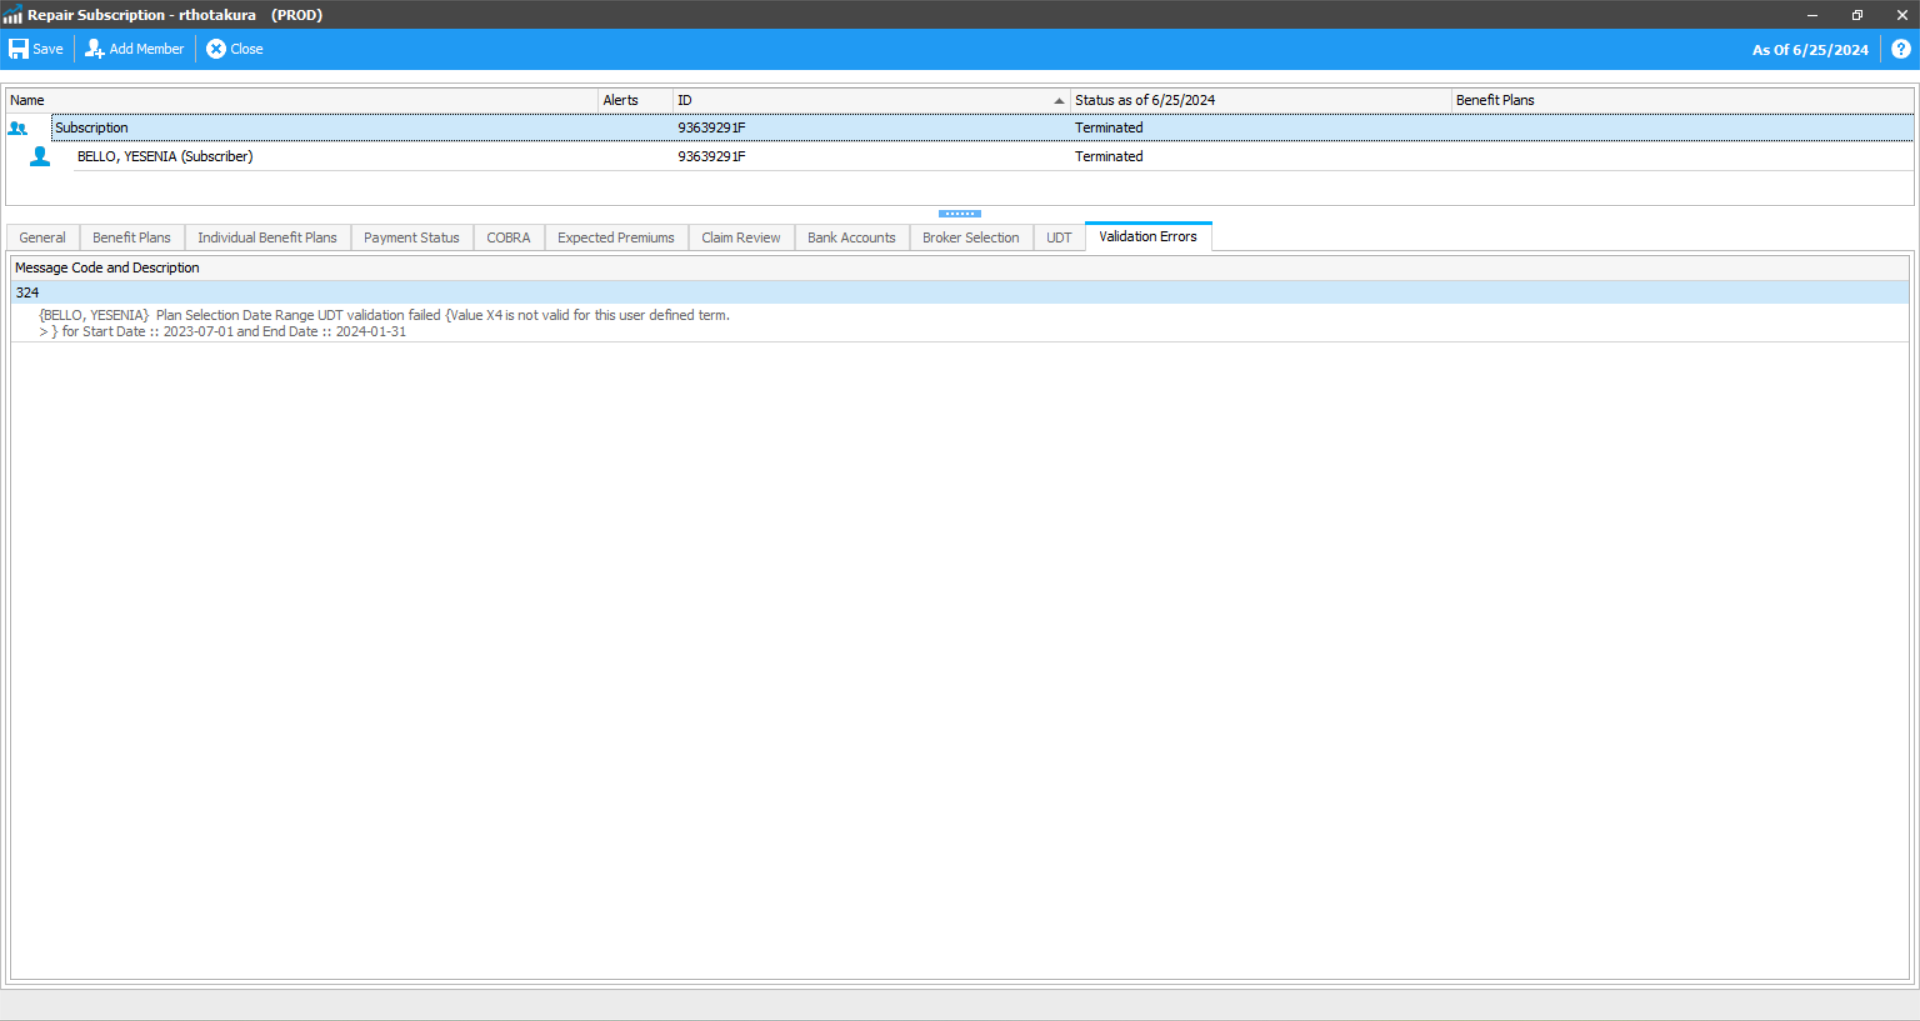 Repair Subscription - rthotakura (PROD)
Save Add Member Close As Of 6/25/2024 ?
Name Alerts ID Status as of 6/25/2024 Benefit Plans
Subscription 93639291F Terminated
BELLO, YESENIA (Subscriber) 93639291F Terminated
General Benefit Plans Individual Benefit Plans Payment Status COBRA Expected Premiums Claim Review Bank Accounts Broker Selection UDT Validation Errors
Message Code and Description
324
{BELLO, YESENIA} Plan Selection Date Range UDT validation failed {Value X4 is not valid for this user defined term.
> } for Start Date :: 2023-07-01 and End Date :: 2024-01-31